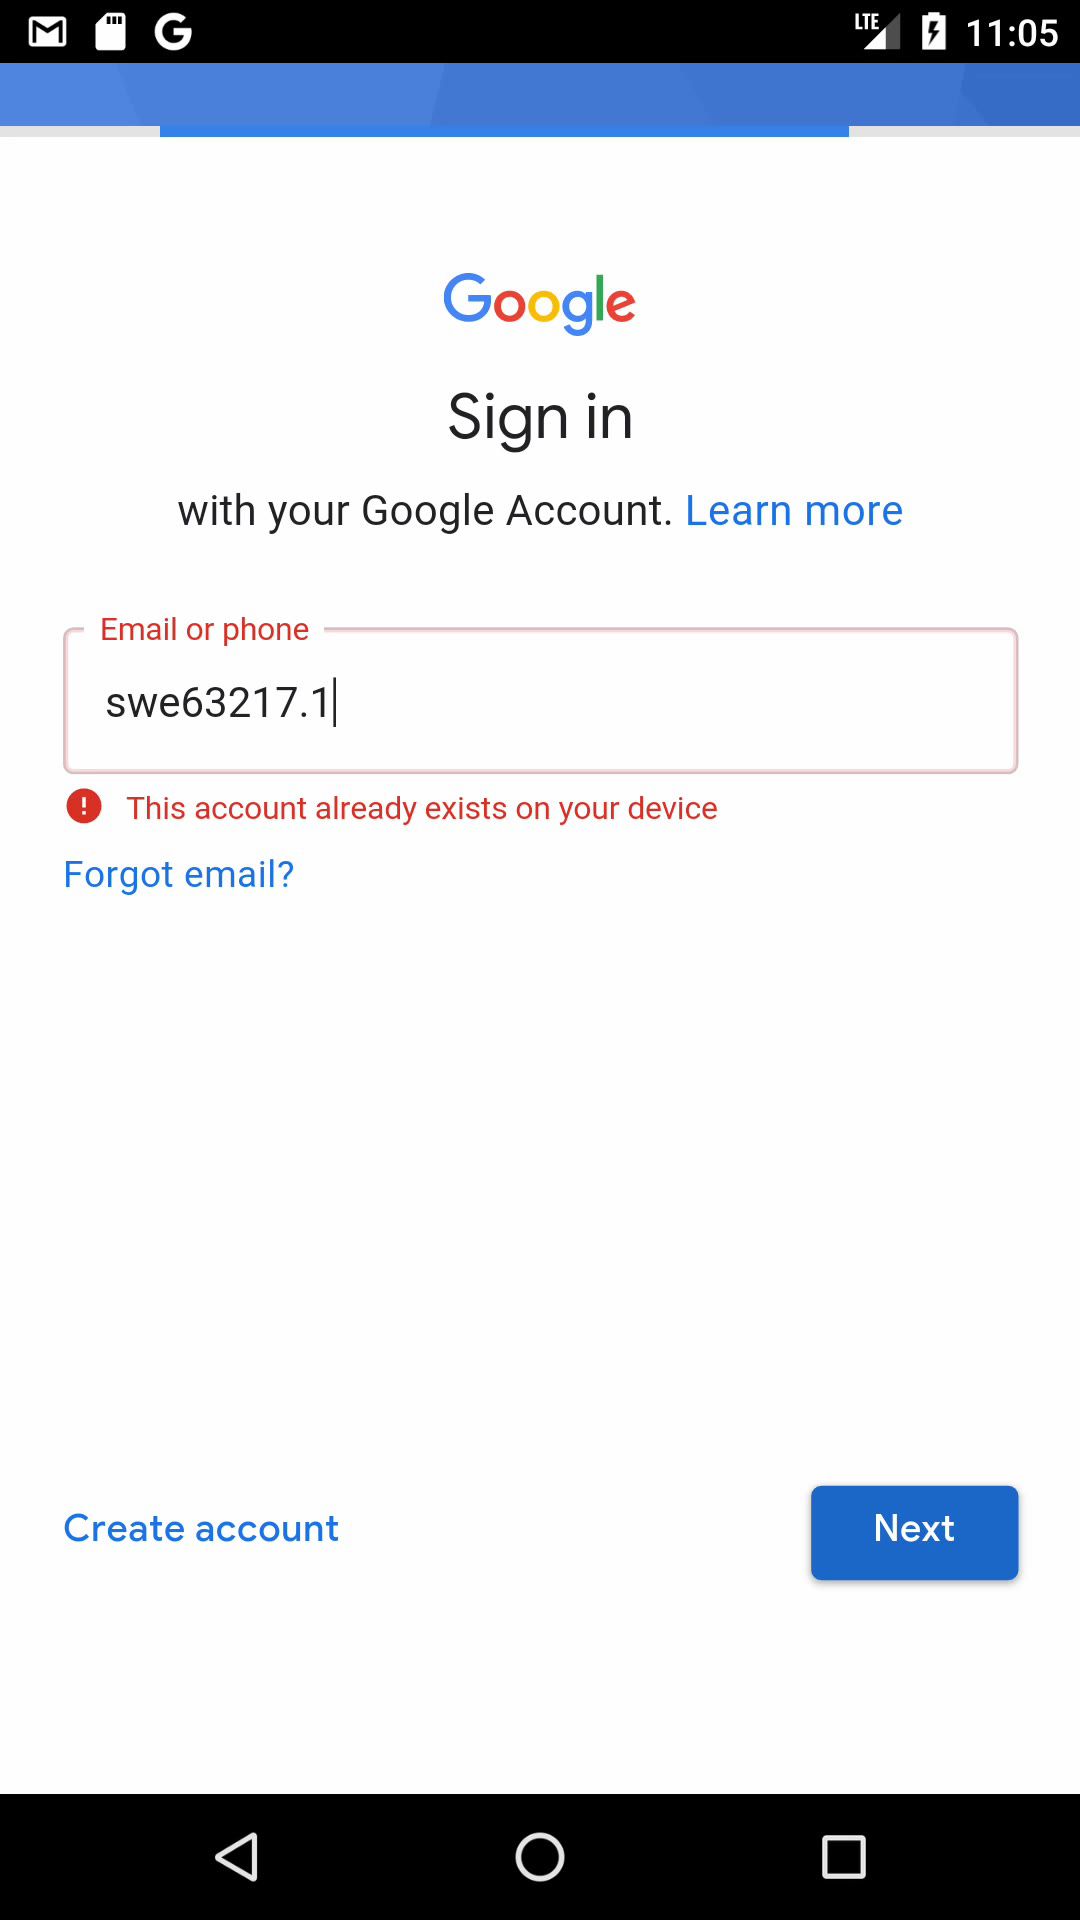 LTE 11:05
Google
Sign in
with your Google Account. Learn more
Email or phone
swe63217.1
This account already exists on your device
Forgot email?
Create account
Next